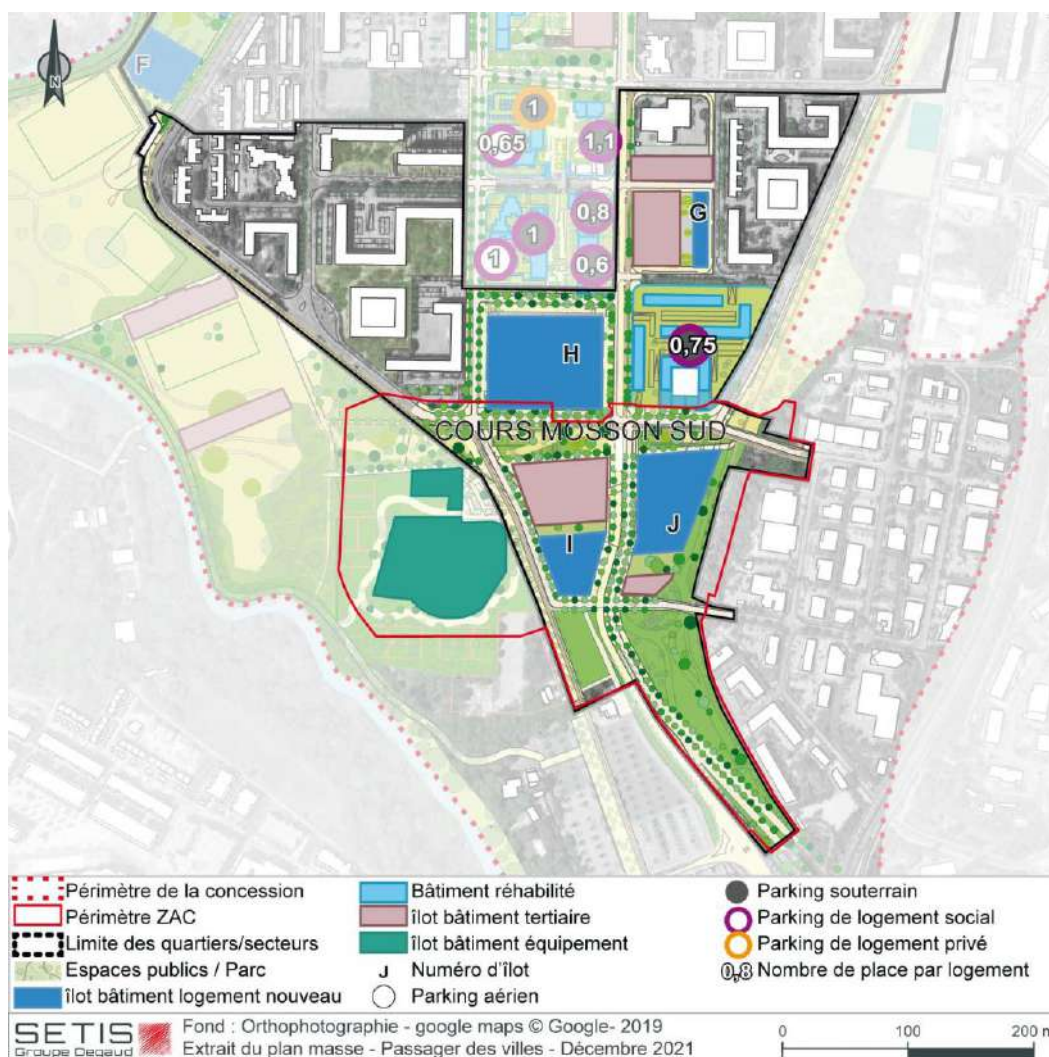 F
N
1
0,65
1,1
G
0,8
1
1
0,6
H
0,75
COURS MOSSON SUD
J
I
Périmètre de la concession
Périmètre ZAC
Limite des quartiers/secteurs
Espaces publics / Parc
îlot bâtiment logement nouveau
Bâtiment réhabilité
îlot bâtiment tertiaire
îlot bâtiment équipement
J Numéro d'îlot
Parking aérien
Parking souterrain
Parking de logement social
Parking de logement privé
0,8 Nombre de place par logement
SETIS
Groupe Degaud
Fond : Orthophotographie - google maps © Google- 2019
Extrait du plan masse - Passager des villes - Décembre 2021
0 100 200 m